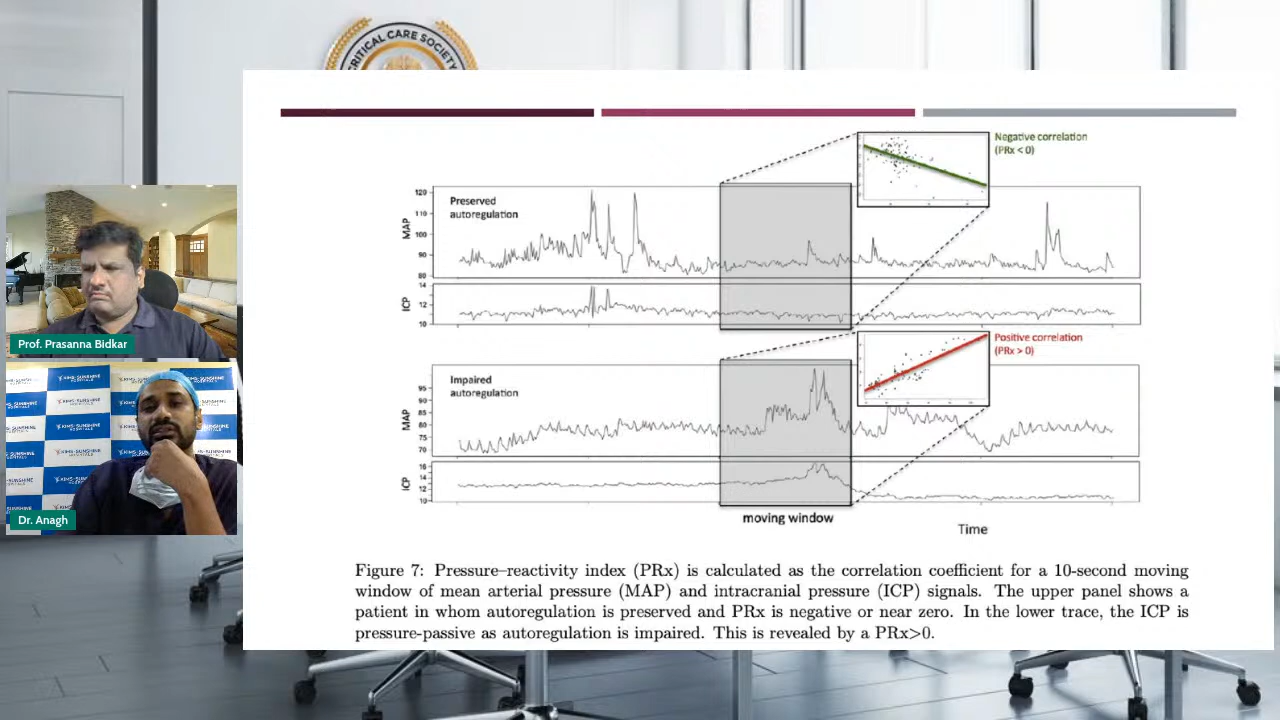 CRITICAL CARE SOCIETY
Negative correlation
(PRx < 0)
120
110
100
90
80
MAP
Preserved
autoregulation
14
12
10
ICP
Positive correlation
(PRx > 0)
95
90
85
80
75
70
MAP
Impaired
autoregulation
16
14
12
10
ICP
moving window
Time
Figure 7: Pressure–reactivity index (PRx) is calculated as the correlation coefficient for a 10-second moving
window of mean arterial pressure (MAP) and intracranial pressure (ICP) signals. The upper panel shows a
patient in whom autoregulation is preserved and PRx is negative or near zero. In the lower trace, the ICP is
pressure-passive as autoregulation is impaired. This is revealed by a PRx>0.
Prof. Prasanna Bidkar
KIMS-SUNSHINE
HOSPITALS
Dr. Anagh